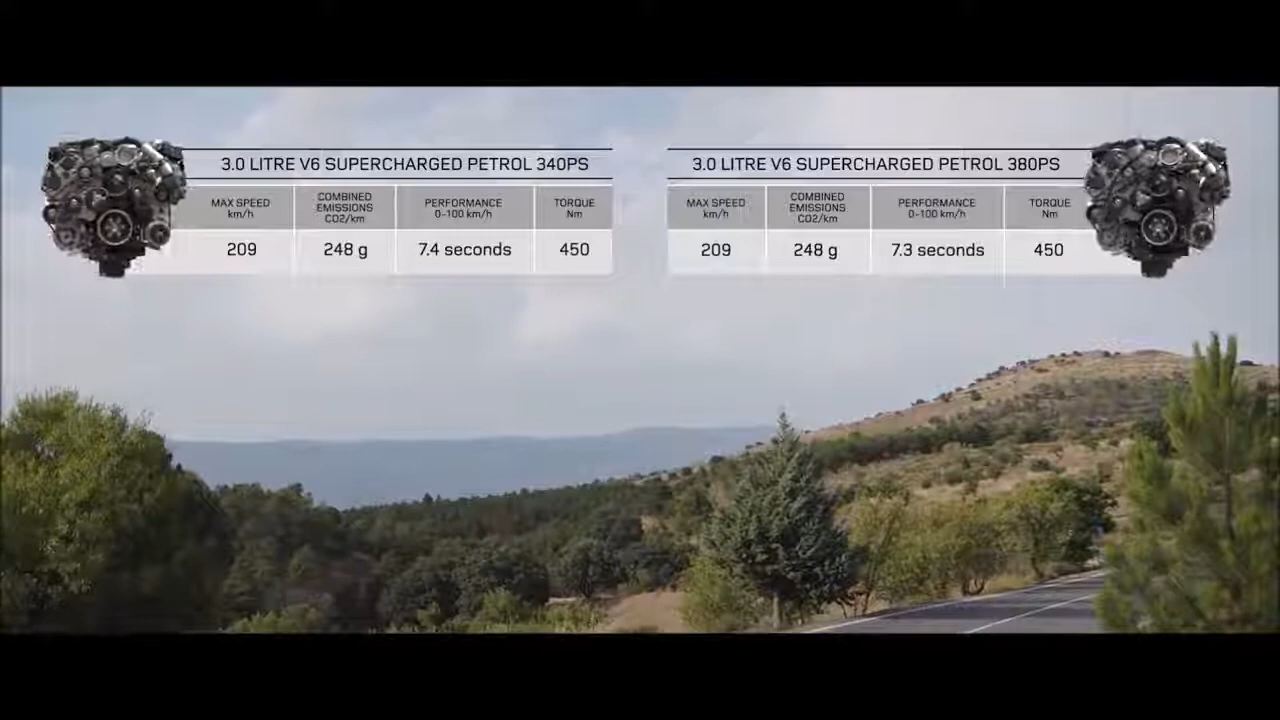 3.0 LITRE V6 SUPERCHARGED PETROL 340PS
MAX SPEED
km/h
COMBINED
EMISSIONS
CO2/km
PERFORMANCE
0-100 km/h
TORQUE
Nm
209
248 g
7.4 seconds
450
3.0 LITRE V6 SUPERCHARGED PETROL 380PS
MAX SPEED
km/h
COMBINED
EMISSIONS
CO2/km
PERFORMANCE
0-100 km/h
TORQUE
Nm
209
248 g
7.3 seconds
450